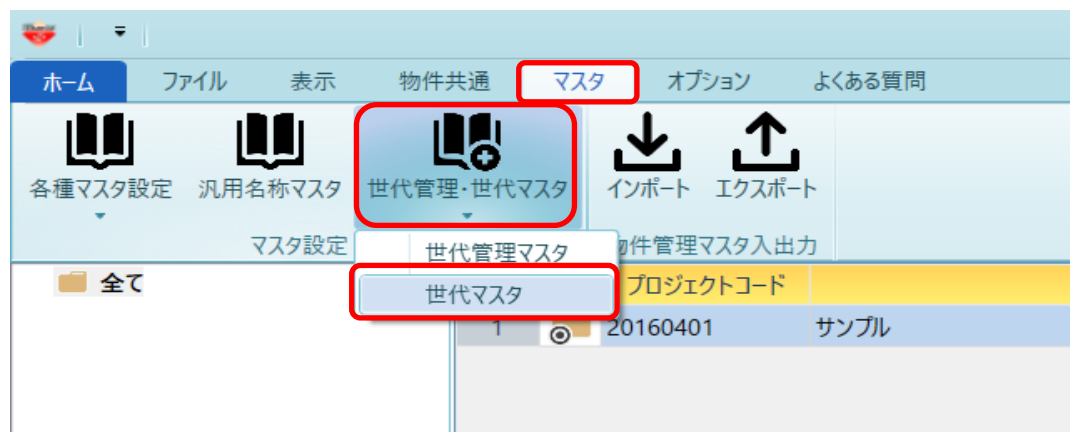 ホーム ファイル 表示 物件共通 マスタ オプション よくある質問
各種マスタ設定 汎用名称マスタ 世代管理・世代マスタ インポート エクスポート
マスタ設定 件管理マスタ入出力
世代管理マスタ
全て プロジェクトコード
世代マスタ
1 20160401 サンプル